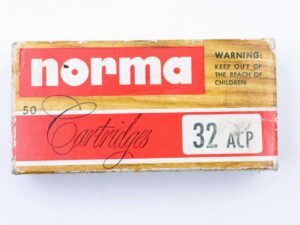 norma
WARNING:
KEEP OUT OF
THE REACH OF
CHILDREN
50 Cartridges
32 ACP